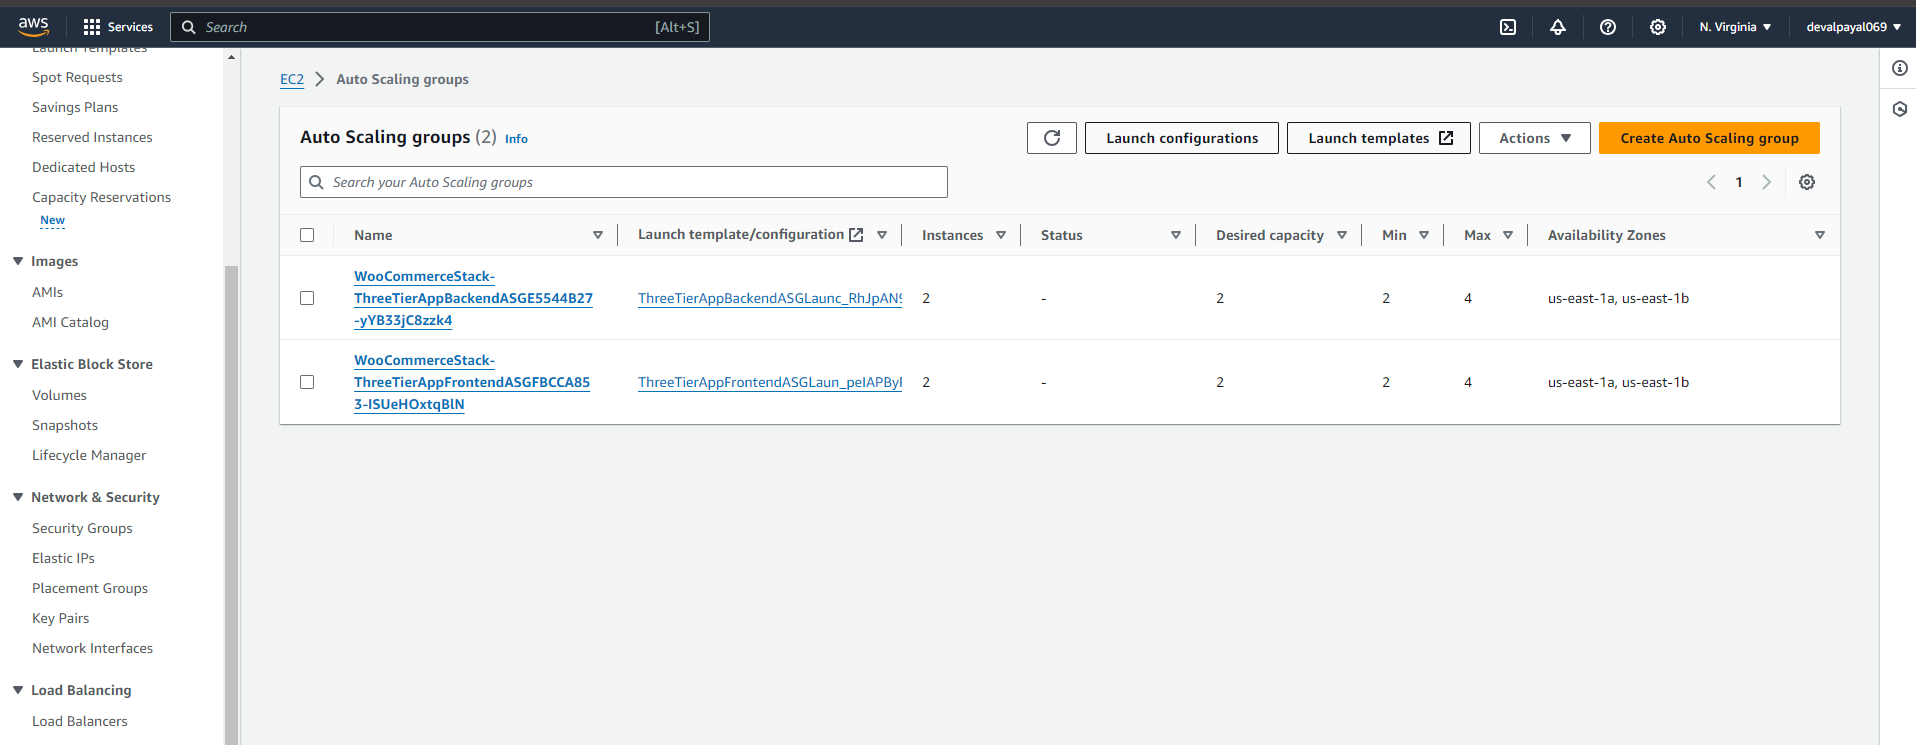 aws
Services
Search
[Alt+S]
N. Virginia
devalpayal069
Launch Templates
Spot Requests
Savings Plans
Reserved Instances
Dedicated Hosts
Capacity Reservations
New
Images
AMIs
AMI Catalog
Elastic Block Store
Volumes
Snapshots
Lifecycle Manager
Network & Security
Security Groups
Elastic IPs
Placement Groups
Key Pairs
Network Interfaces
Load Balancing
Load Balancers
EC2 > Auto Scaling groups
Auto Scaling groups (2) Info
Launch configurations
Launch templates
Actions
Create Auto Scaling group
Search your Auto Scaling groups
1
Name
Launch template/configuration
Instances
Status
Desired capacity
Min
Max
Availability Zones
WooCommerceStack-
ThreeTierAppBackendASGE5544B27
-yYB33jC8zzk4
ThreeTierAppBackendASGLaunc_RhJpAN9
2
-
2
2
4
us-east-1a, us-east-1b
WooCommerceStack-
ThreeTierAppFrontendASGFBCCA85
3-ISUeHOxtqBlN
2
-
2
2
4
us-east-1a, us-east-1b